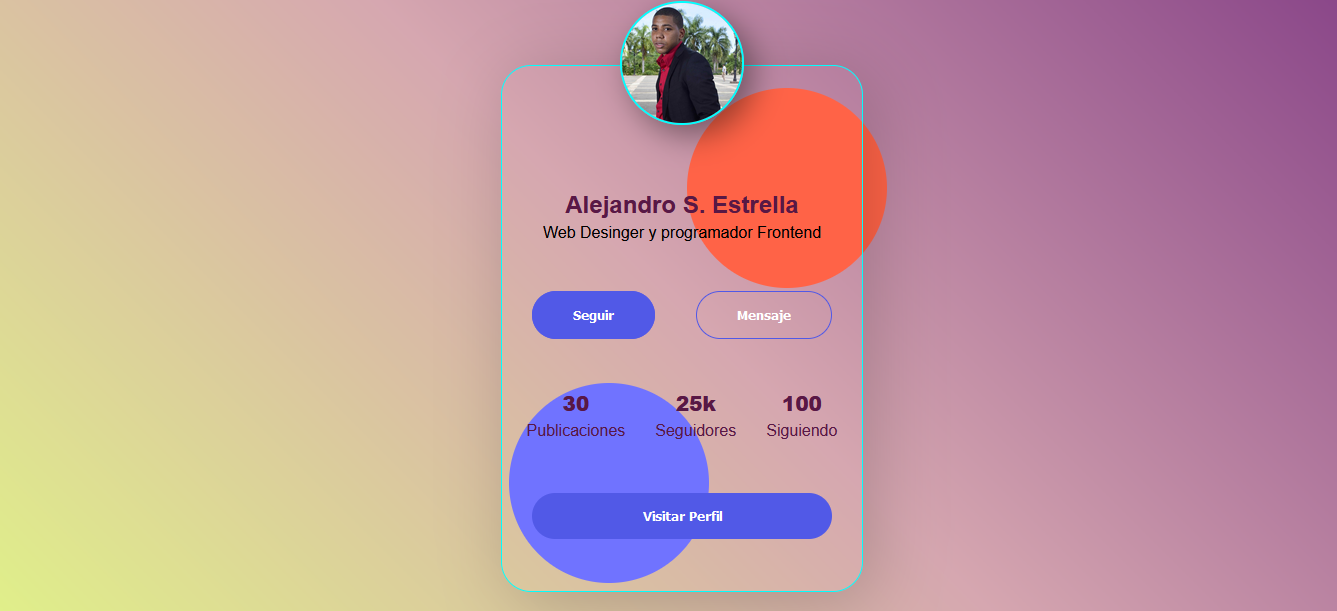 Alejandro S. Estrella
Web Desinger y programador Frontend
Seguir Mensaje
30 25k 100
Publicaciones Seguidores Siguiendo
Visitar Perfil